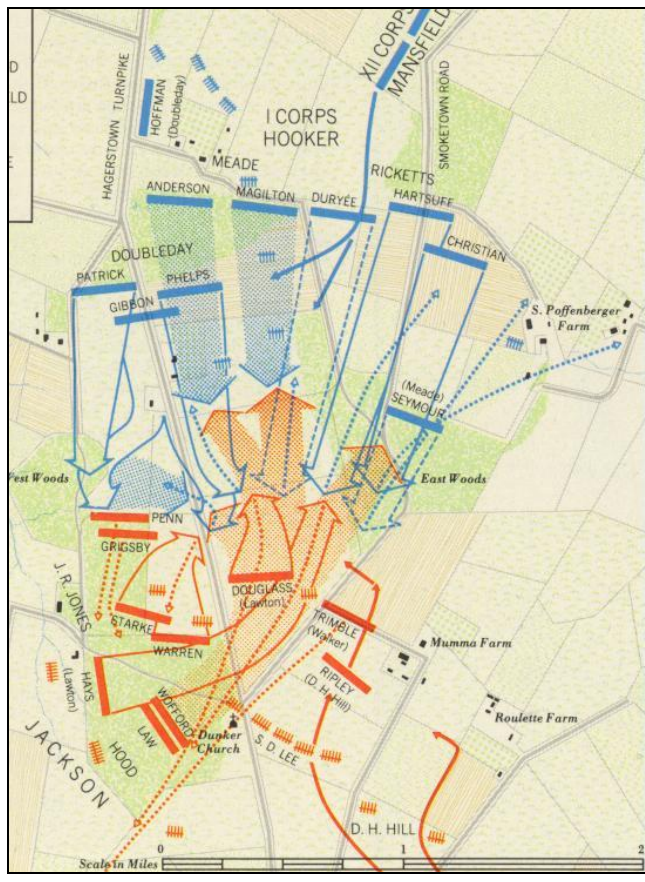 XII CORPS
MANSFIELD
D
LD
E
HAGERSTOWN TURNPIKE
HOFFMAN
(Doubleday)
I CORPS
HOOKER
SMOKETOWN ROAD
MEADE
RICKETTS
ANDERSON
MAGILTON
DURYÉE
HARTSUFF
DOUBLEDAY
CHRISTIAN
PATRICK
PHELPS
GIBBON
S. Poffenberger
Farm
(Meade)
SEYMOUR
West Woods
East Woods
PENN
GRIGSBY
J. R. JONES
DOUGLASS
(Lawton)
STARKE
TRIMBLE
(Walker)
WARREN
Mumma Farm
HAYS
(Lawton)
RIPLEY
(D. H. Hill)
WOFFORD
LAW
Roulette Farm
Dunker
Church
S. D. LEE
HOOD
JACKSON
D. H. HILL
0
1
2
Scale in Miles